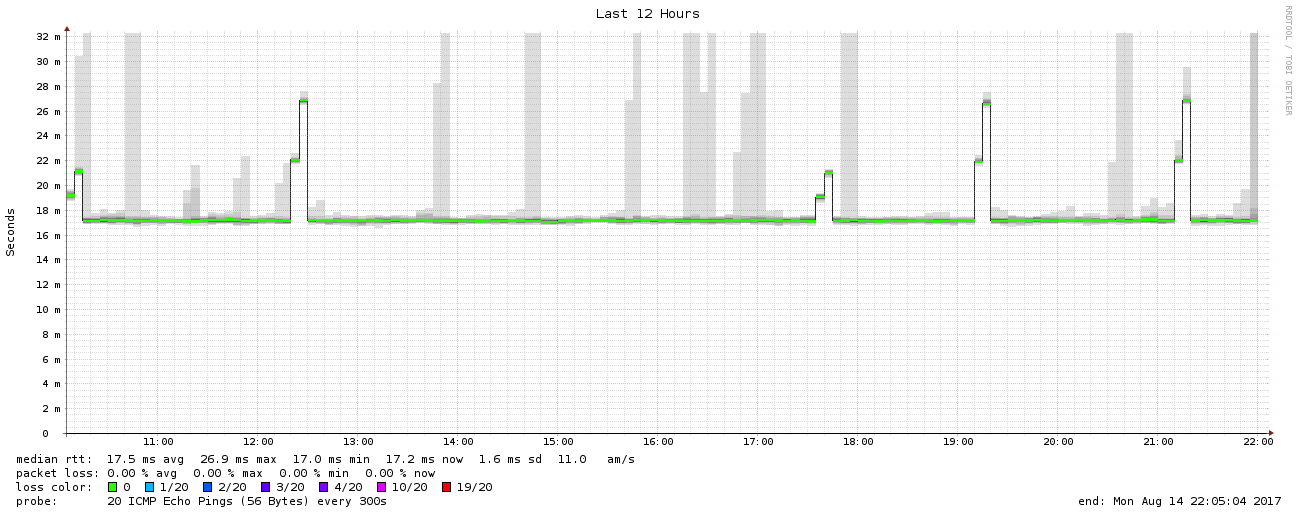 Last 12 Hours
RRDTOOL / TOBI OETIKER
Seconds
32 m
30 m
28 m
26 m
24 m
22 m
20 m
18 m
16 m
14 m
12 m
10 m
8 m
6 m
4 m
2 m
0
11:00 12:00 13:00 14:00 15:00 16:00 17:00 18:00 19:00 20:00 21:00 22:00
median rtt: 17.5 ms avg 26.9 ms max 17.0 ms min 17.2 ms now 1.6 ms sd 11.0 am/s
packet loss: 0.00 % avg 0.00 % max 0.00 % min 0.00 % now
loss color: 0 1/20 2/20 3/20 4/20 10/20 19/20
probe: 20 ICMP Echo Pings (56 Bytes) every 300s end: Mon Aug 14 22:05:04 2017